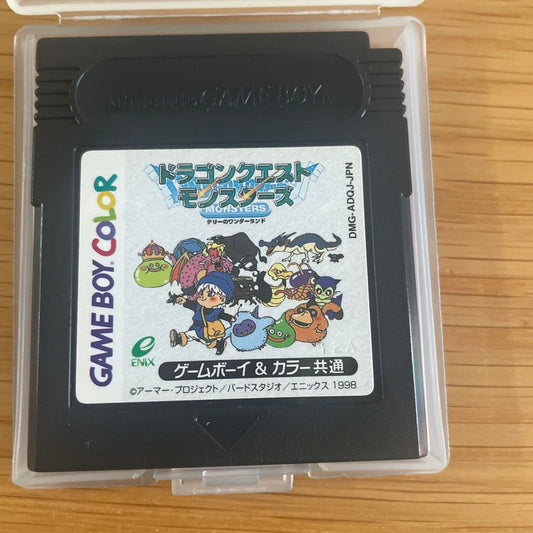 Nintendo GAME BOY TM
GAME BOY COLOR
ドラゴンクエスト
モンスターズ
MONSTERS
テリーのワンダーランド
DMG-ADQJ-JPN
ENIX
ゲームボーイ & カラー共通
©アーマー・プロジェクト／バードスタジオ／エニックス 1998